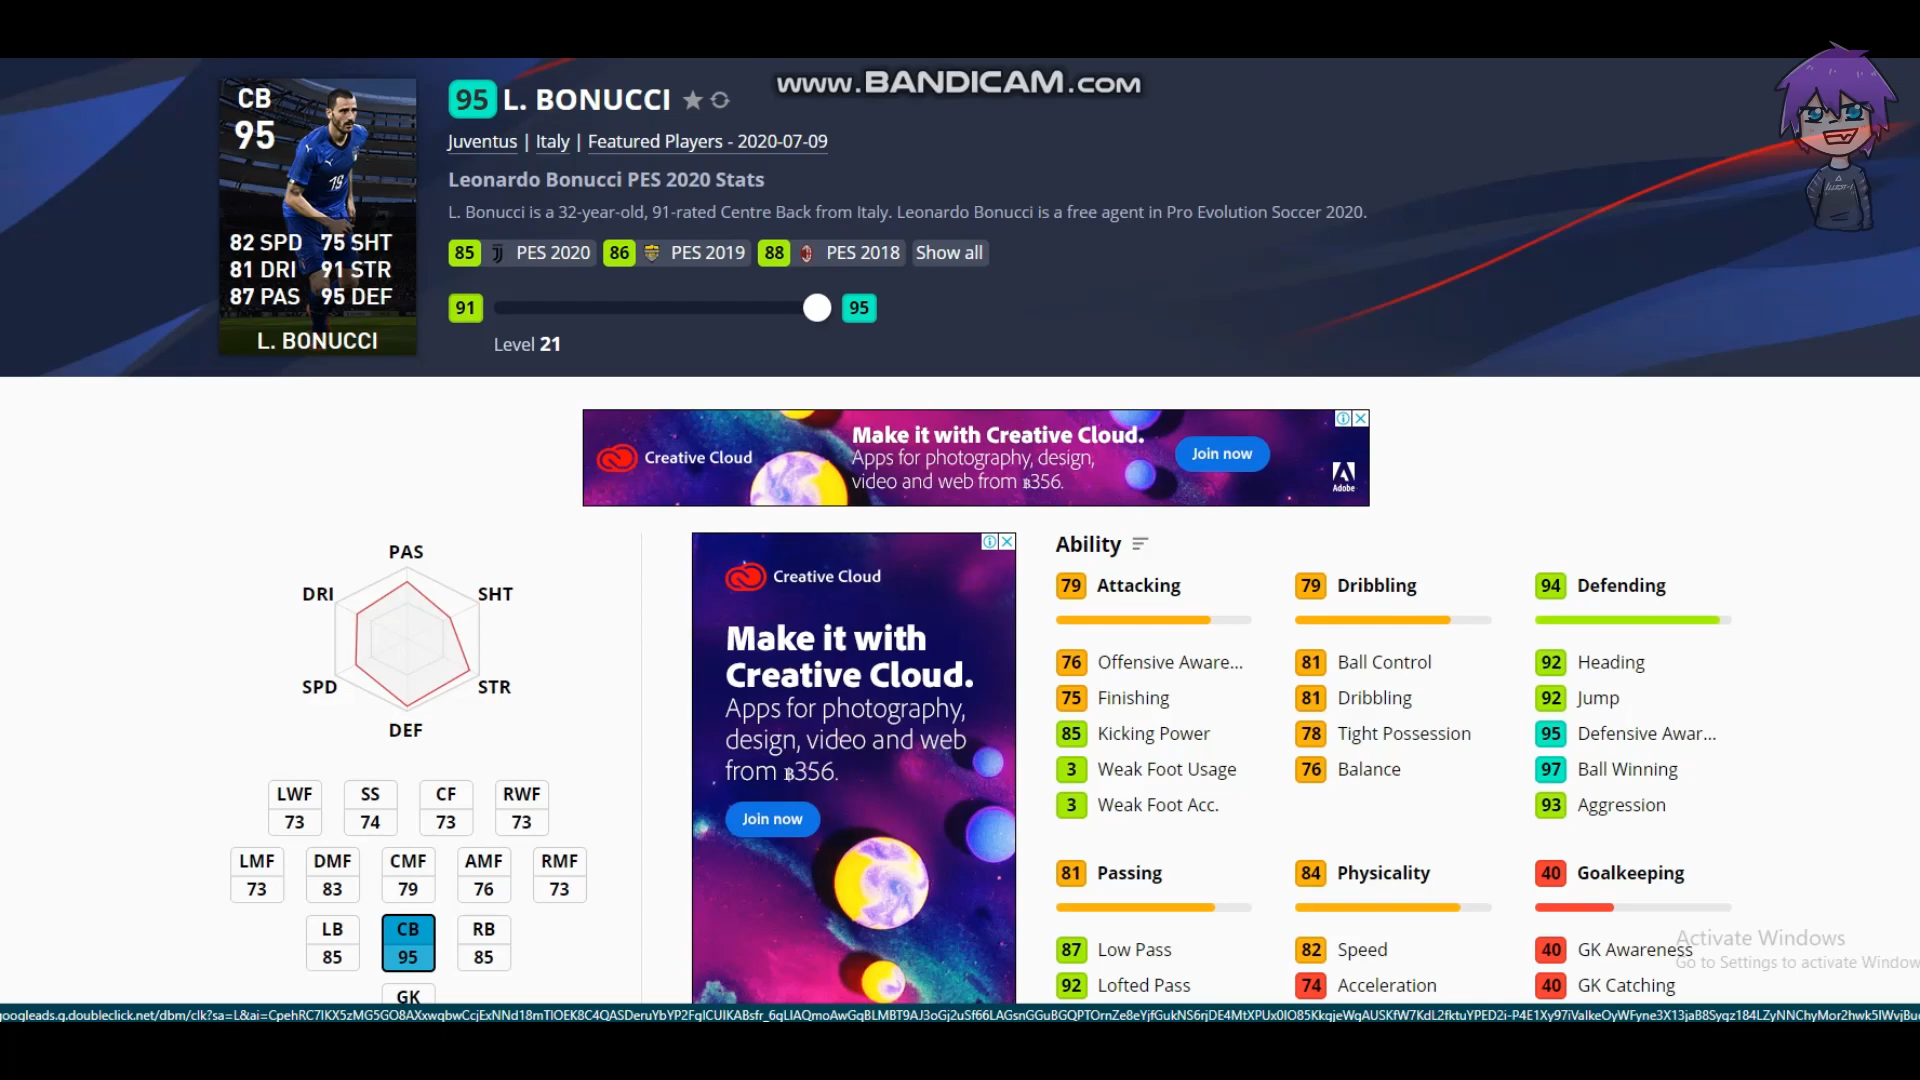 www.BANDICAM.com
CB
95
82 SPD 75 SHT
81 DRI 91 STR
87 PAS 95 DEF
L. BONUCCI
19
95 L. BONUCCI
Juventus | Italy | Featured Players - 2020-07-09
Leonardo Bonucci PES 2020 Stats
L. Bonucci is a 32-year-old, 91-rated Centre Back from Italy. Leonardo Bonucci is a free agent in Pro Evolution Soccer 2020.
85 PES 2020 86 PES 2019 88 PES 2018 Show all
91 95
Level 21
Creative Cloud
Make it with Creative Cloud.
Apps for photography, design,
video and web from ฿356.
Join now
Adobe
PAS
DRI SHT
SPD STR
DEF
LWF SS CF RWF
73 74 73 73
LMF DMF CMF AMF RMF
73 83 79 76 73
LB CB RB
85 95 85
GK
Creative Cloud
Make it with
Creative Cloud.
Apps for photography,
design, video and web
from ฿356.
Join now
Ability
79 Attacking
76 Offensive Aware...
75 Finishing
85 Kicking Power
3 Weak Foot Usage
3 Weak Foot Acc.
79 Dribbling
81 Ball Control
81 Dribbling
78 Tight Possession
76 Balance
94 Defending
92 Heading
92 Jump
95 Defensive Awar...
97 Ball Winning
93 Aggression
81 Passing
87 Low Pass
92 Lofted Pass
84 Physicality
82 Speed
74 Acceleration
40 Goalkeeping
40 GK Awareness
40 GK Catching
Activate Windows
Go to Settings to activate Window